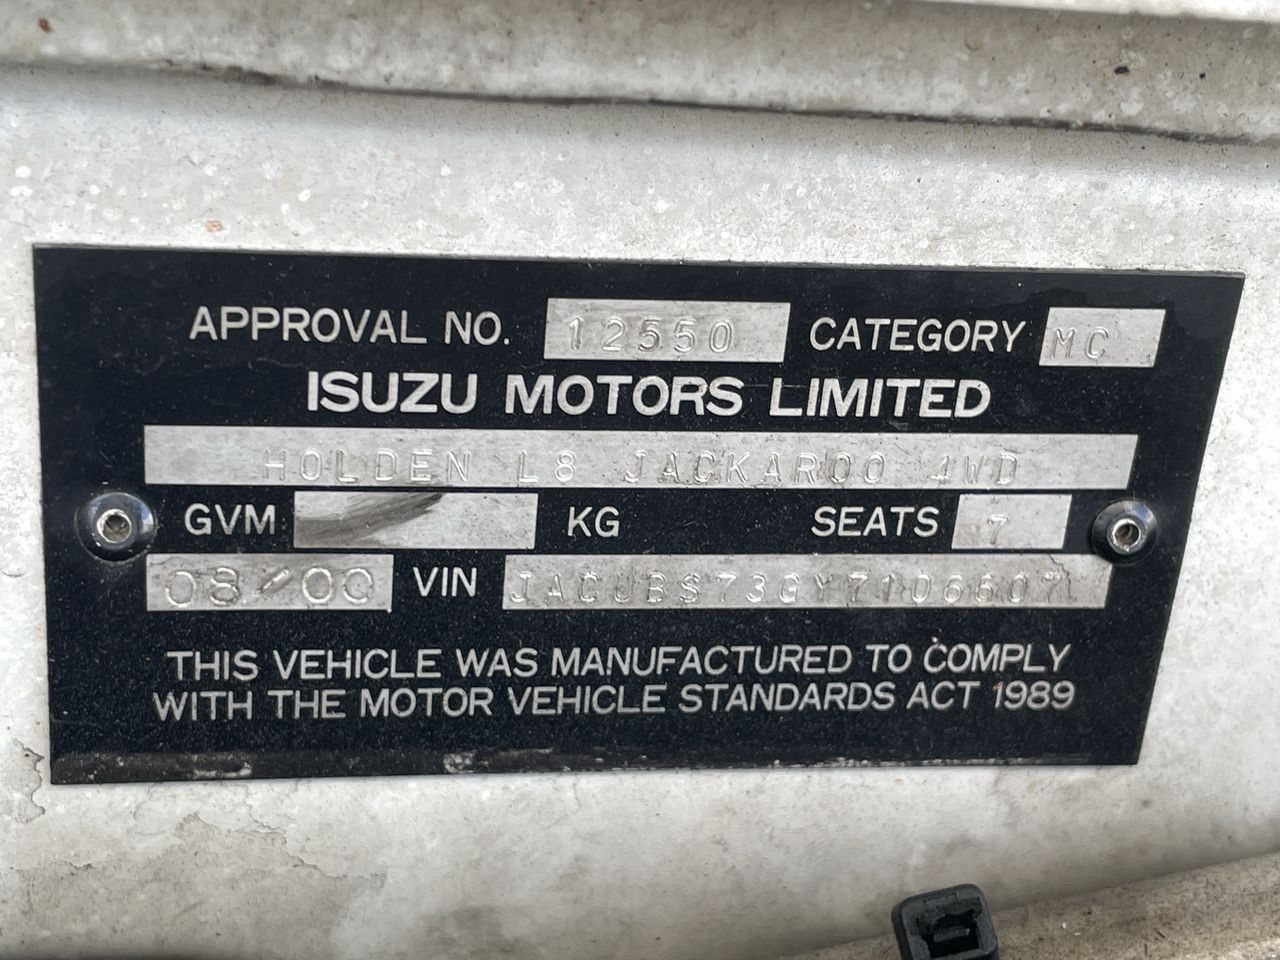 APPROVAL NO. 12550 CATEGORY MC
ISUZU MOTORS LIMITED
HOLDEN L8 JACKAROO 4WD
GVM KG SEATS 7
08/00 VIN JACUBS73GY7106607
THIS VEHICLE WAS MANUFACTURED TO COMPLY
WITH THE MOTOR VEHICLE STANDARDS ACT 1989